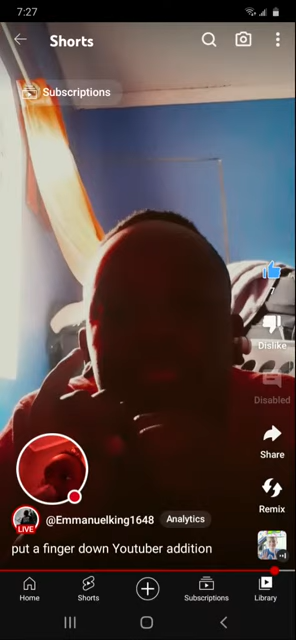 7:27
Shorts
Subscriptions
7
Dislike
Disabled
Share
Remix
LIVE
@Emmanuelking1648 Analytics
put a finger down Youtuber addition
Home Shorts Subscriptions Library